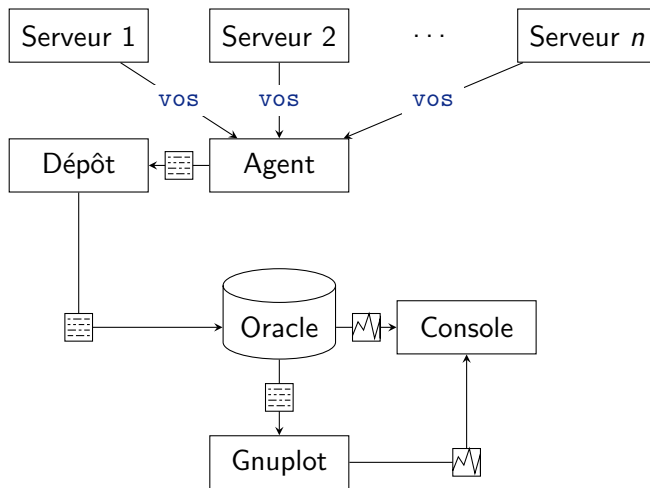 Serveur 1
Serveur 2
...
Serveur n
vos
vos
vos
Dépôt
Agent
Oracle
Console
Gnuplot